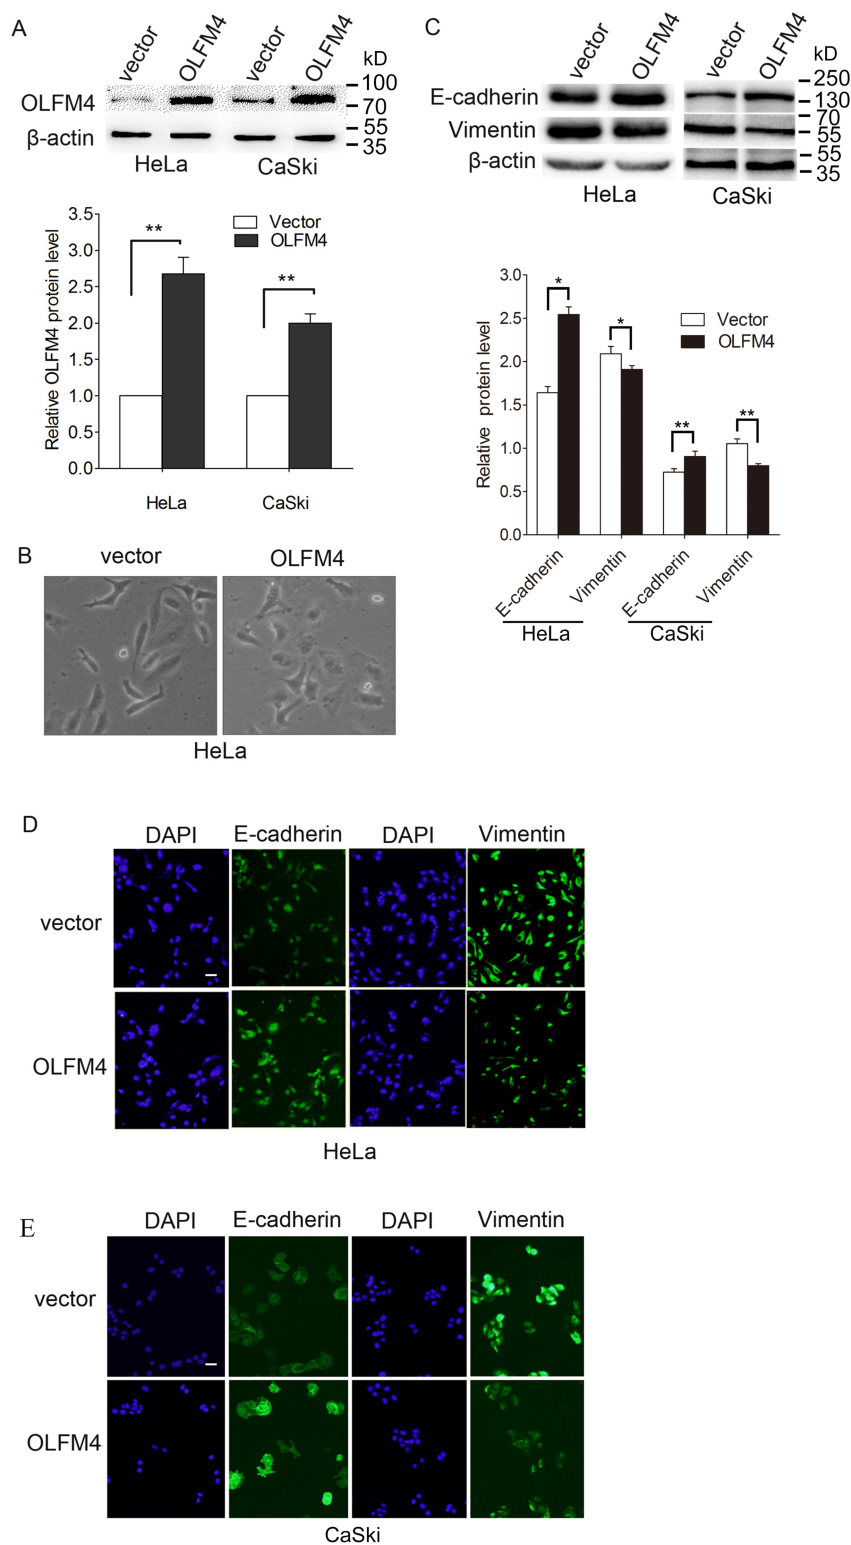 A
vector
OLFM4
vector
OLFM4
kD
100
70
55
35
OLFM4
β-actin
HeLa
CaSki
Relative OLFM4 protein level
3.5
3.0
2.5
2.0
1.5
1.0
0.5
0.0
**
**
Vector
OLFM4
HeLa
CaSki
B
vector
OLFM4
HeLa
C
vector
OLFM4
vector
OLFM4
kD
250
130
70
55
55
35
E-cadherin
Vimentin
β-actin
HeLa
CaSki
Relative protein level
3.0
2.5
2.0
1.5
1.0
0.5
0.0
*
*
**
**
Vector
OLFM4
E-cadherin
Vimentin
E-cadherin
Vimentin
HeLa
CaSki
D
DAPI
E-cadherin
DAPI
Vimentin
vector
OLFM4
HeLa
E
DAPI
E-cadherin
DAPI
Vimentin
vector
OLFM4
CaSki